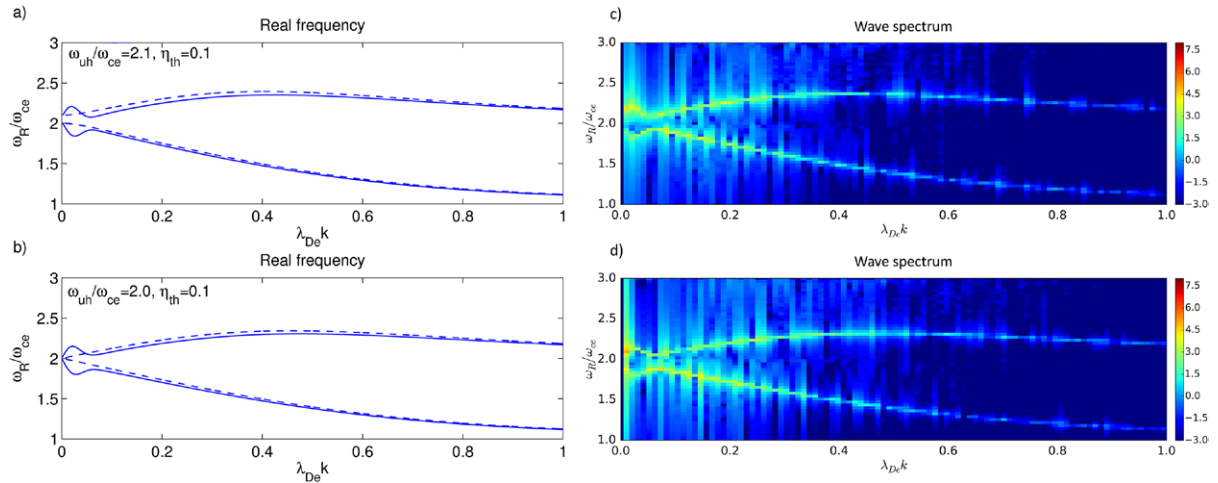 a)
Real frequency
ω_uh/ω_ce=2.1, η_th=0.1
3
2.5
2
1.5
1
ω_R/ω_ce
0 0.2 0.4 0.6 0.8 1
λ_De k
b)
Real frequency
ω_uh/ω_ce=2.0, η_th=0.1
3
2.5
2
1.5
1
ω_R/ω_ce
0 0.2 0.4 0.6 0.8 1
λ_De k
c)
Wave spectrum
3.0
2.5
2.0
1.5
1.0
ω_R/ω_ce
0.0 0.2 0.4 0.6 0.8 1.0
λ_De k
7.5
6.0
4.5
3.0
1.5
0.0
−1.5
−3.0
d)
Wave spectrum
3.0
2.5
2.0
1.5
1.0
ω_R/ω_ce
0.0 0.2 0.4 0.6 0.8 1.0
λ_De k
7.5
6.0
4.5
3.0
1.5
0.0
−1.5
−3.0